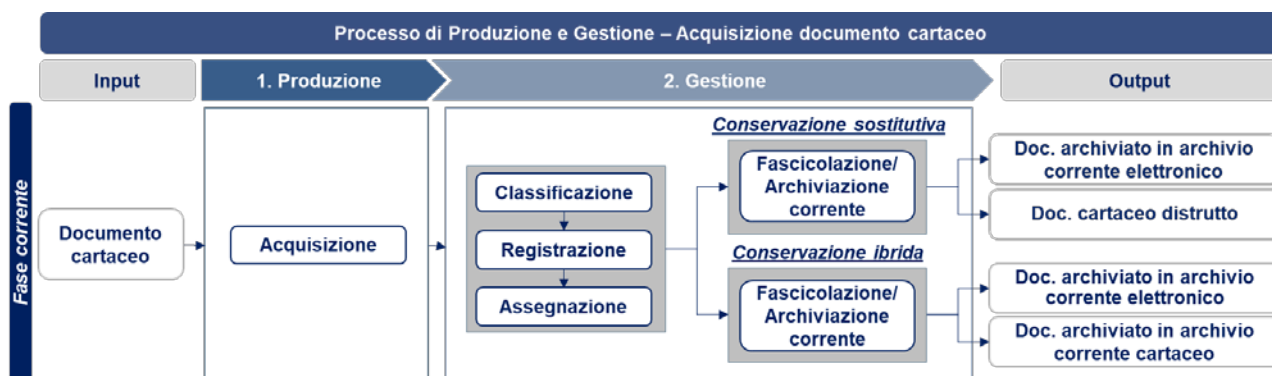 Processo di Produzione e Gestione – Acquisizione documento cartaceo
Input
1. Produzione
2. Gestione
Output
Fase corrente
Documento
cartaceo
Acquisizione
Classificazione
Registrazione
Assegnazione
Conservazione sostitutiva
Fascicolazione/
Archiviazione
corrente
Conservazione ibrida
Fascicolazione/
Archiviazione
corrente
Doc. archiviato in archivio
corrente elettronico
Doc. cartaceo distrutto
Doc. archiviato in archivio
corrente elettronico
Doc. archiviato in archivio
corrente cartaceo